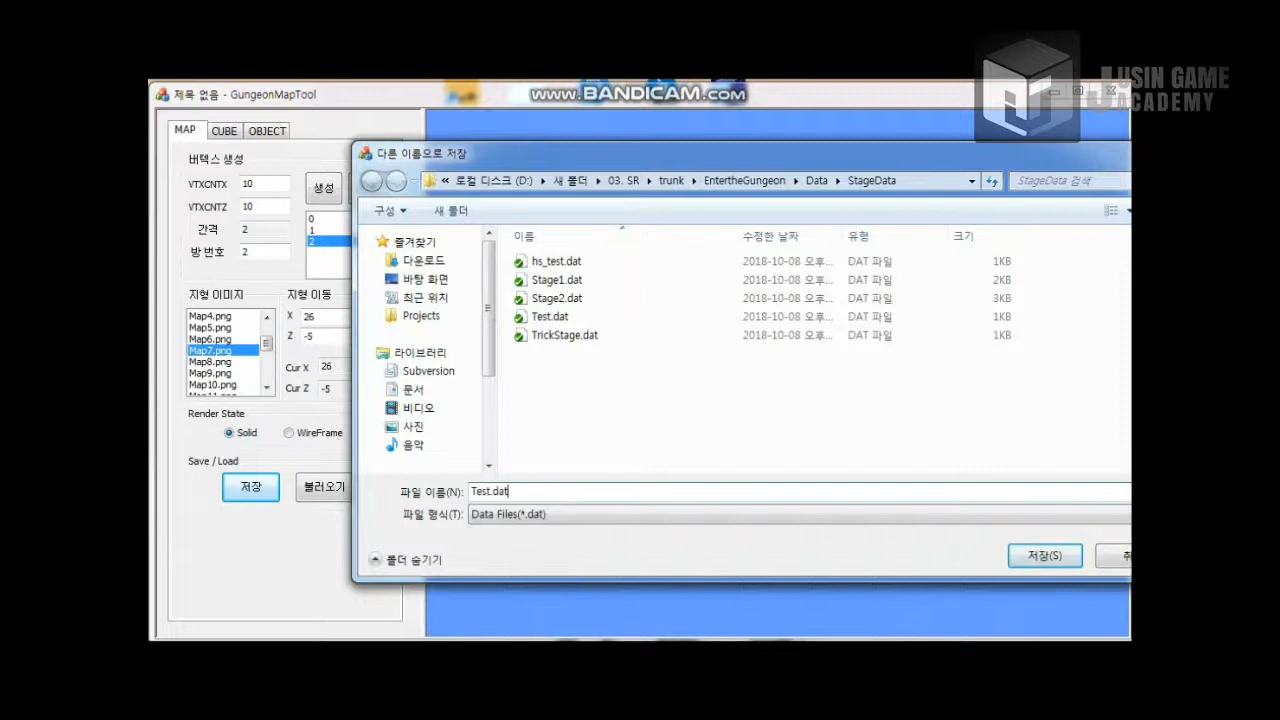 JUSIN GAME
ACADEMY
제목 없음 - GungeonMapTool
www.BANDICAM.com
MAP
CUBE
OBJECT
버텍스 생성
VTXCNTX 10
VTXCNTZ 10
간격 2
방 번호 2
생성
0
1
2
지형 이미지
지형 이동
Map4.png
Map5.png
Map6.png
Map7.png
Map8.png
Map9.png
Map10.png
Map11.png
X 26
Z -5
Cur X 26
Cur Z -5
Render State
Solid
WireFrame
Save / Load
저장
불러오기
다른 이름으로 저장
« 로컬 디스크 (D:) 새 폴더 03. SR trunk EntertheGungeon Data StageData
StageData 검색
구성
새 폴더
즐겨찾기
다운로드
바탕 화면
최근 위치
Projects
라이브러리
Subversion
문서
비디오
사진
음악
이름 수정한 날짜 유형 크기
hs_test.dat 2018-10-08 오후... DAT 파일 1KB
Stage1.dat 2018-10-08 오후... DAT 파일 2KB
Stage2.dat 2018-10-08 오후... DAT 파일 3KB
Test.dat 2018-10-08 오후... DAT 파일 1KB
TrickStage.dat 2018-10-08 오후... DAT 파일 1KB
파일 이름(N): Test.dat
파일 형식(T): Data Files(*.dat)
폴더 숨기기
저장(S)